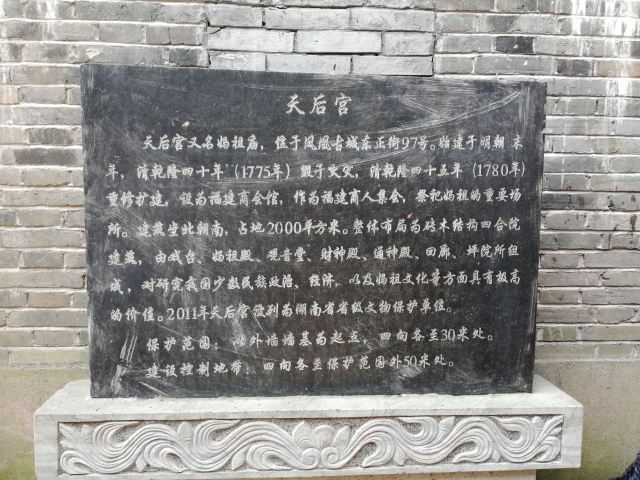 天后宫
天后宫又名妈祖庙，位于凤凰古城东正街97号。始建于明朝 末
年，清乾隆四十年（1775年）毁于火灾，清乾隆四十五年（1780年）
重修扩建，设为福建商会馆，作为福建商人集会，祭祀妈祖的重要场
所。建筑坐北朝南，占地2000平方米。整体布局为砖木结构四合院
建筑，由戏台、妈祖殿、观音堂、财神殿、通神殿、回廊、坪院所组
成，对研究我国少数民族政治、经济，以及妈祖文化等方面具有极高
的价值。2011年天后宫被列为湖南省省级文物保护单位。
保护范围：以外墙墙基为起点，四向各至30米处。
建设控制地带：四向各至保护范围外50米处。